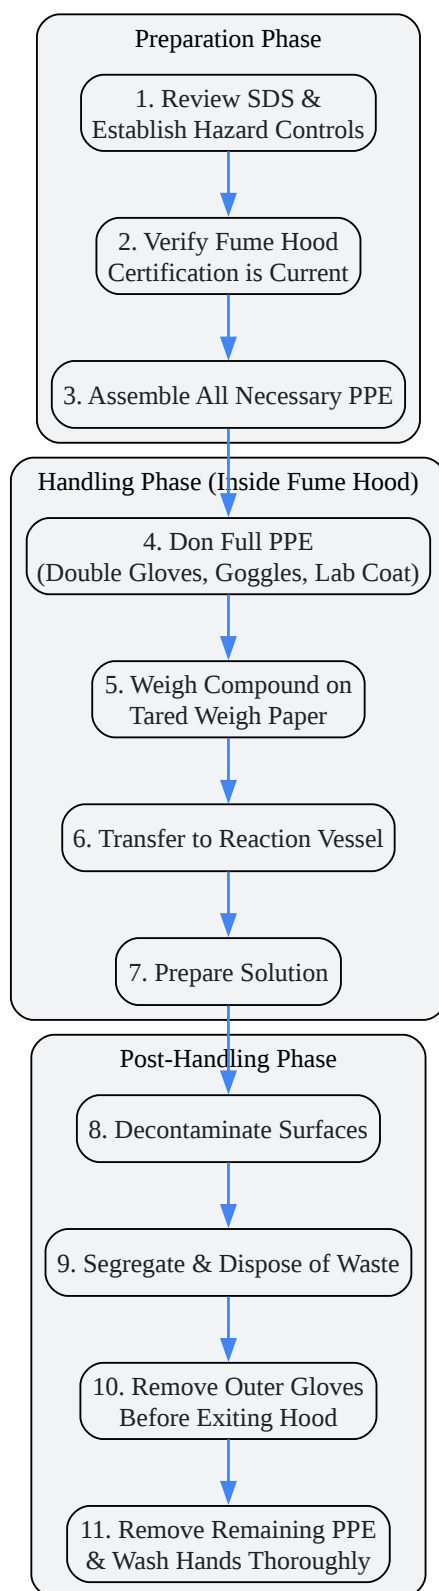 Preparation Phase
1. Review SDS &
Establish Hazard Controls
2. Verify Fume Hood
Certification is Current
3. Assemble All Necessary PPE
Handling Phase (Inside Fume Hood)
4. Don Full PPE
(Double Gloves, Goggles, Lab Coat)
5. Weigh Compound on
Tared Weigh Paper
6. Transfer to Reaction Vessel
7. Prepare Solution
Post-Handling Phase
8. Decontaminate Surfaces
9. Segregate & Dispose of Waste
10. Remove Outer Gloves
Before Exiting Hood
11. Remove Remaining PPE
& Wash Hands Thoroughly